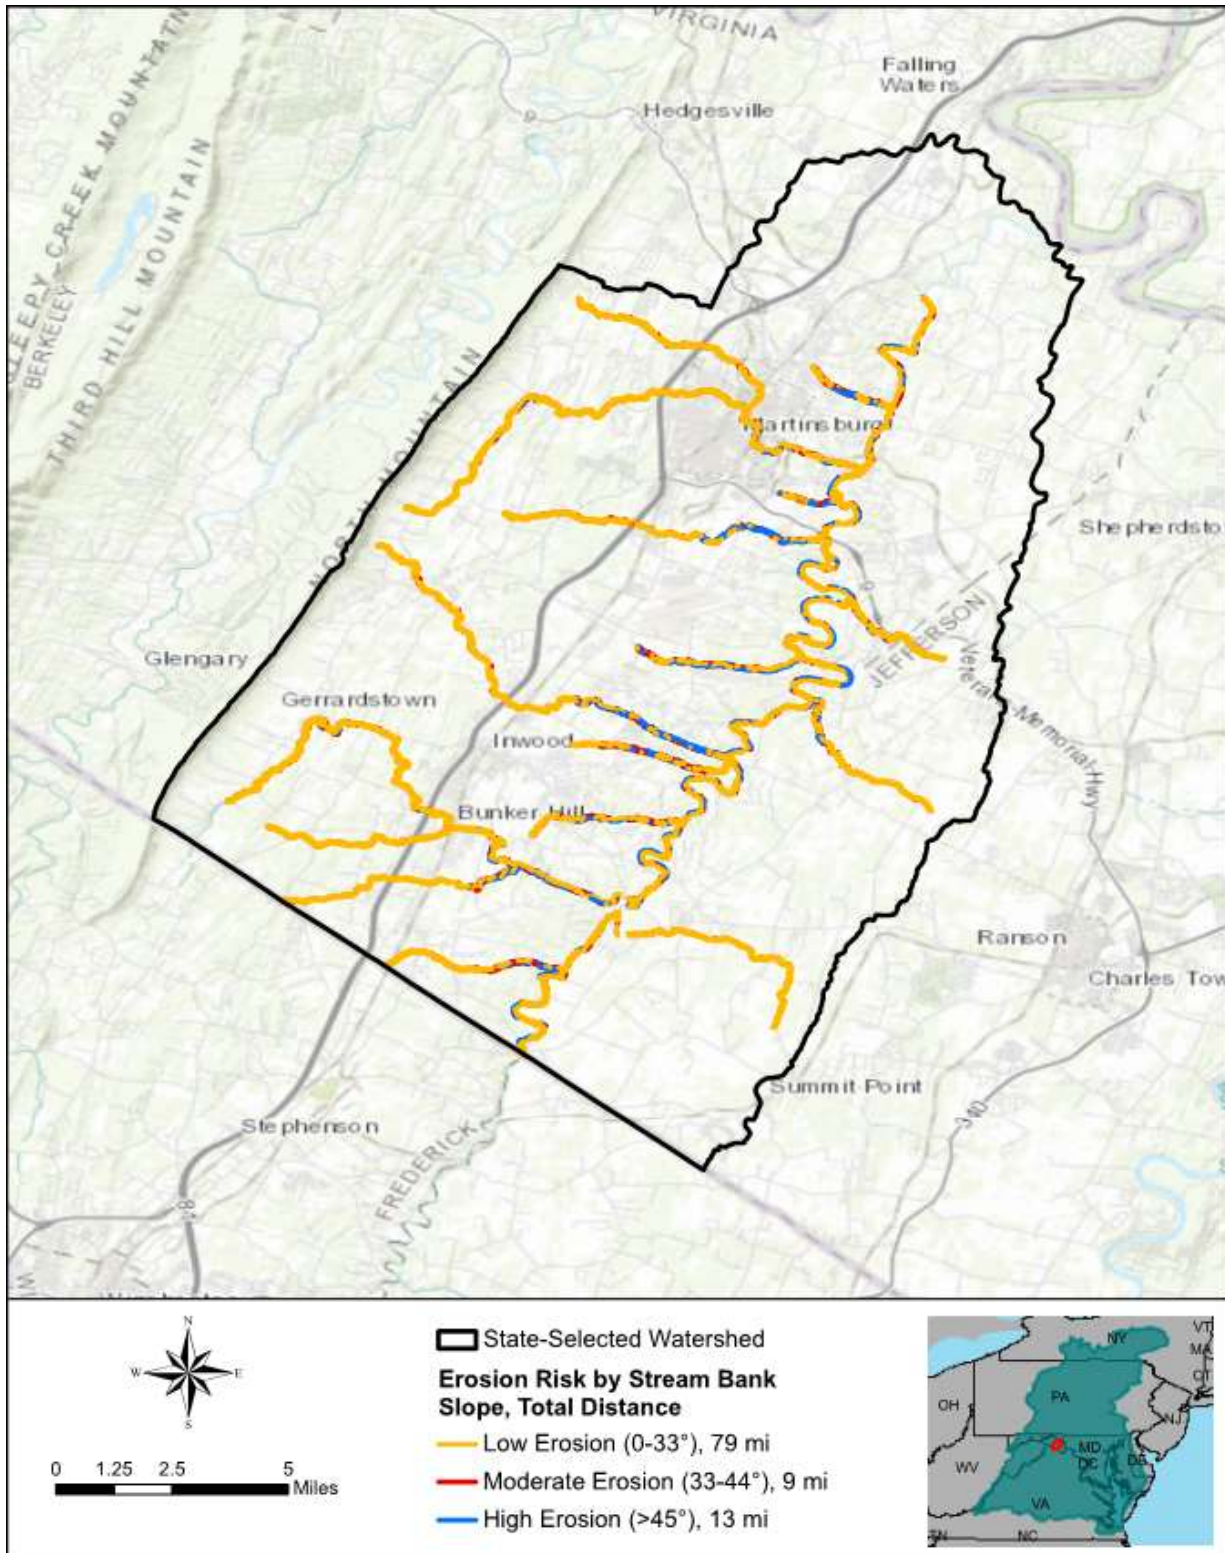 VIRGINIA
Falling
Waters
Hedgesville
SLEEPY CREEK MOUNTAIN
BERKELEY
THIRD HILL MOUNTAIN
NORTH MOUNTAIN
Martinsburg
Shepherdsto
JEFFERSON
Veteran Memorial Hwy
Glengary
Gerrardstown
Inwood
Bunker Hill
Ranson
Charles Tow
Summit Point
340
Stephenson
FREDERICK
81
State-Selected Watershed
Erosion Risk by Stream Bank
Slope, Total Distance
Low Erosion (0-33°), 79 mi
Moderate Erosion (33-44°), 9 mi
High Erosion (>45°), 13 mi
N
W
E
S
0 1.25 2.5 5
Miles
NY
VT
MA
CT
PA
OH
NJ
MD
DE
DC
WV
VA
TN
NC